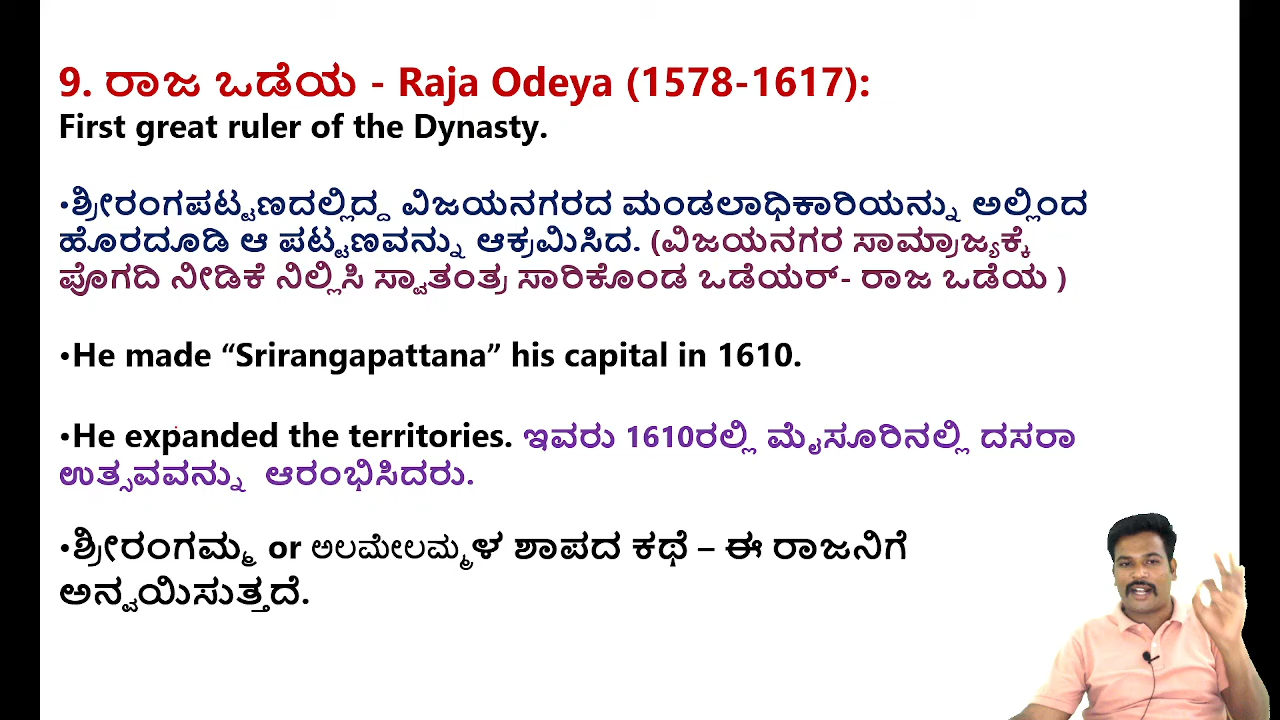 9. ರಾಜ ಒಡೆಯ - Raja Odeya (1578-1617):
First great ruler of the Dynasty.
•ಶ್ರೀರಂಗಪಟ್ಟಣದಲ್ಲಿದ್ದ ವಿಜಯನಗರದ ಮಂಡಲಾಧಿಕಾರಿಯನ್ನು ಅಲ್ಲಿಂದ
ಹೊರದೂಡಿ ಆ ಪಟ್ಟಣವನ್ನು ಆಕ್ರಮಿಸಿದ. (ವಿಜಯನಗರ ಸಾಮ್ರಾಜ್ಯಕ್ಕೆ
ಪೊಗದಿ ನೀಡಿಕೆ ನಿಲ್ಲಿಸಿ ಸ್ವಾತಂತ್ರ ಸಾರಿಕೊಂಡ ಒಡೆಯರ್- ರಾಜ ಒಡೆಯ )
•He made “Srirangapattana” his capital in 1610.
•He expanded the territories. ಇವರು 1610ರಲ್ಲಿ ಮೈಸೂರಿನಲ್ಲಿ ದಸರಾ
ಉತ್ಸವವನ್ನು ಆರಂಭಿಸಿದರು.
•ಶ್ರೀರಂಗಮ್ಮ or ಅಲಮೇಲಮ್ಮಳ ಶಾಪದ ಕಥೆ – ಈ ರಾಜನಿಗೆ
ಅನ್ವಯಿಸುತ್ತದೆ.